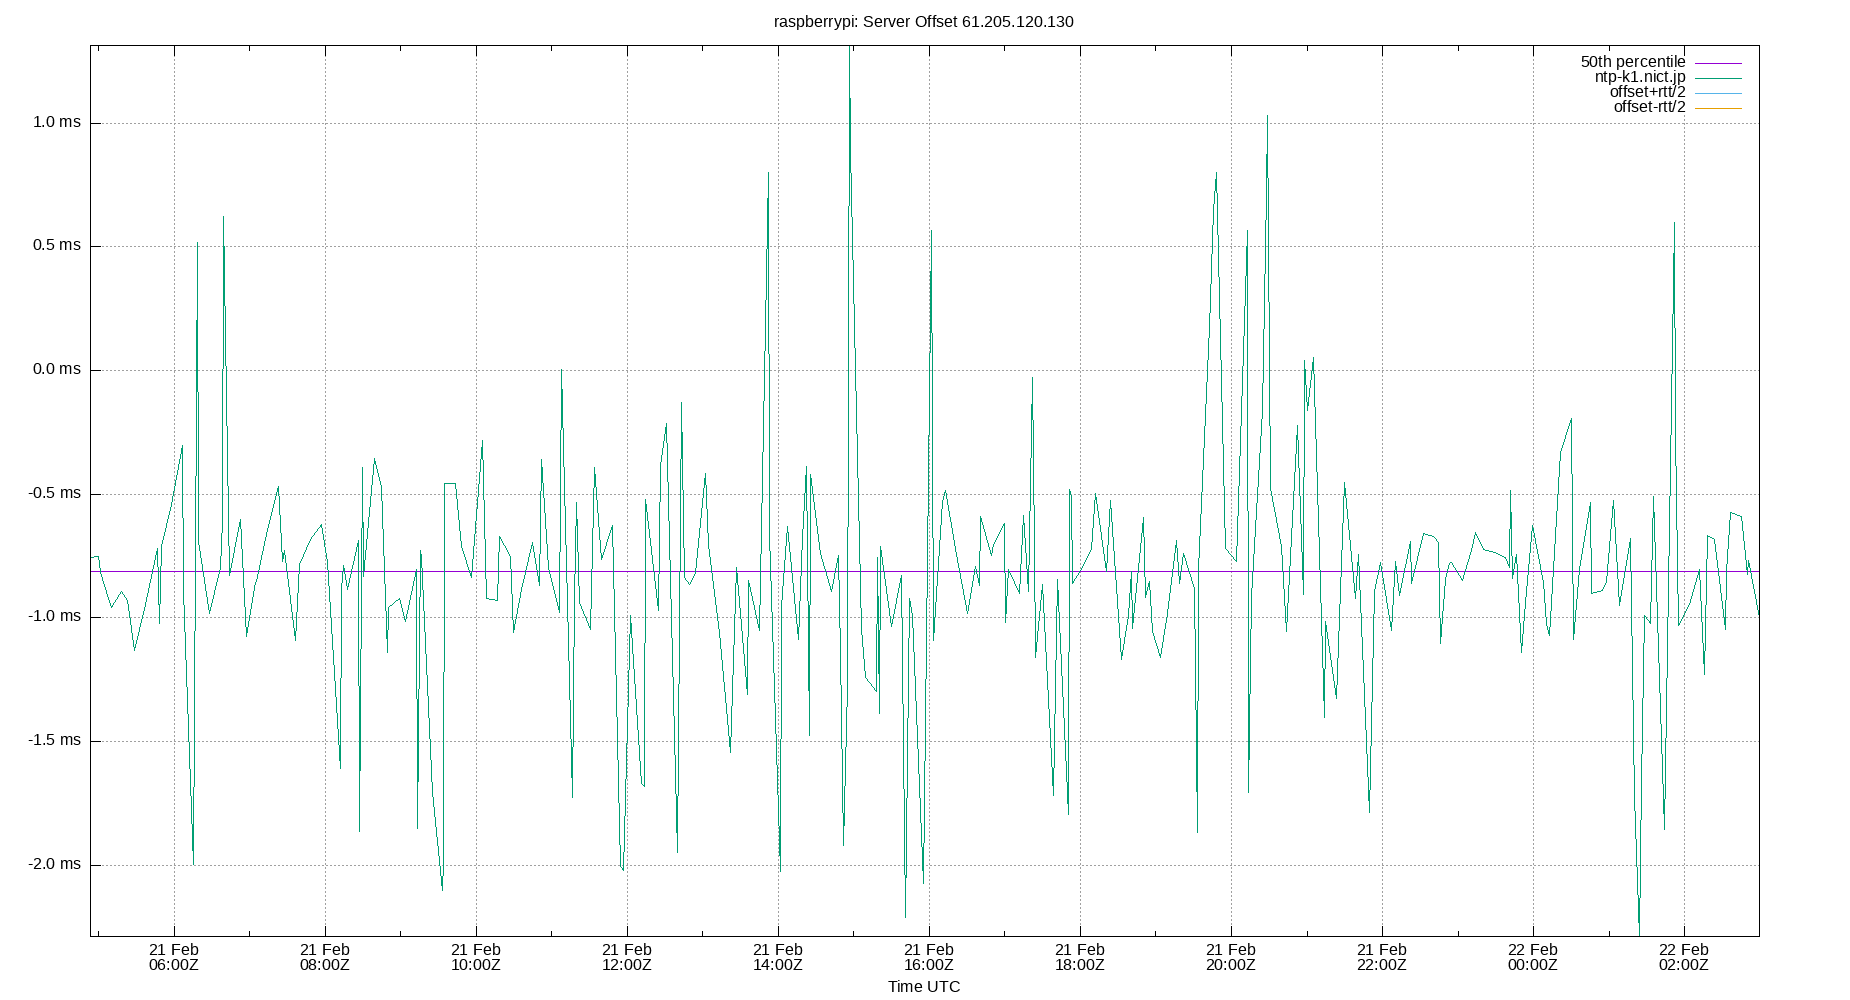 raspberrypi: Server Offset 61.205.120.130
50th percentile
ntp-k1.nict.jp
offset+rtt/2
offset-rtt/2
1.0 ms
0.5 ms
0.0 ms
-0.5 ms
-1.0 ms
-1.5 ms
-2.0 ms
21 Feb 21 Feb 21 Feb 21 Feb 21 Feb 21 Feb 21 Feb 21 Feb 21 Feb 22 Feb 22 Feb
06:00Z 08:00Z 10:00Z 12:00Z 14:00Z 16:00Z 18:00Z 20:00Z 22:00Z 00:00Z 02:00Z
Time UTC